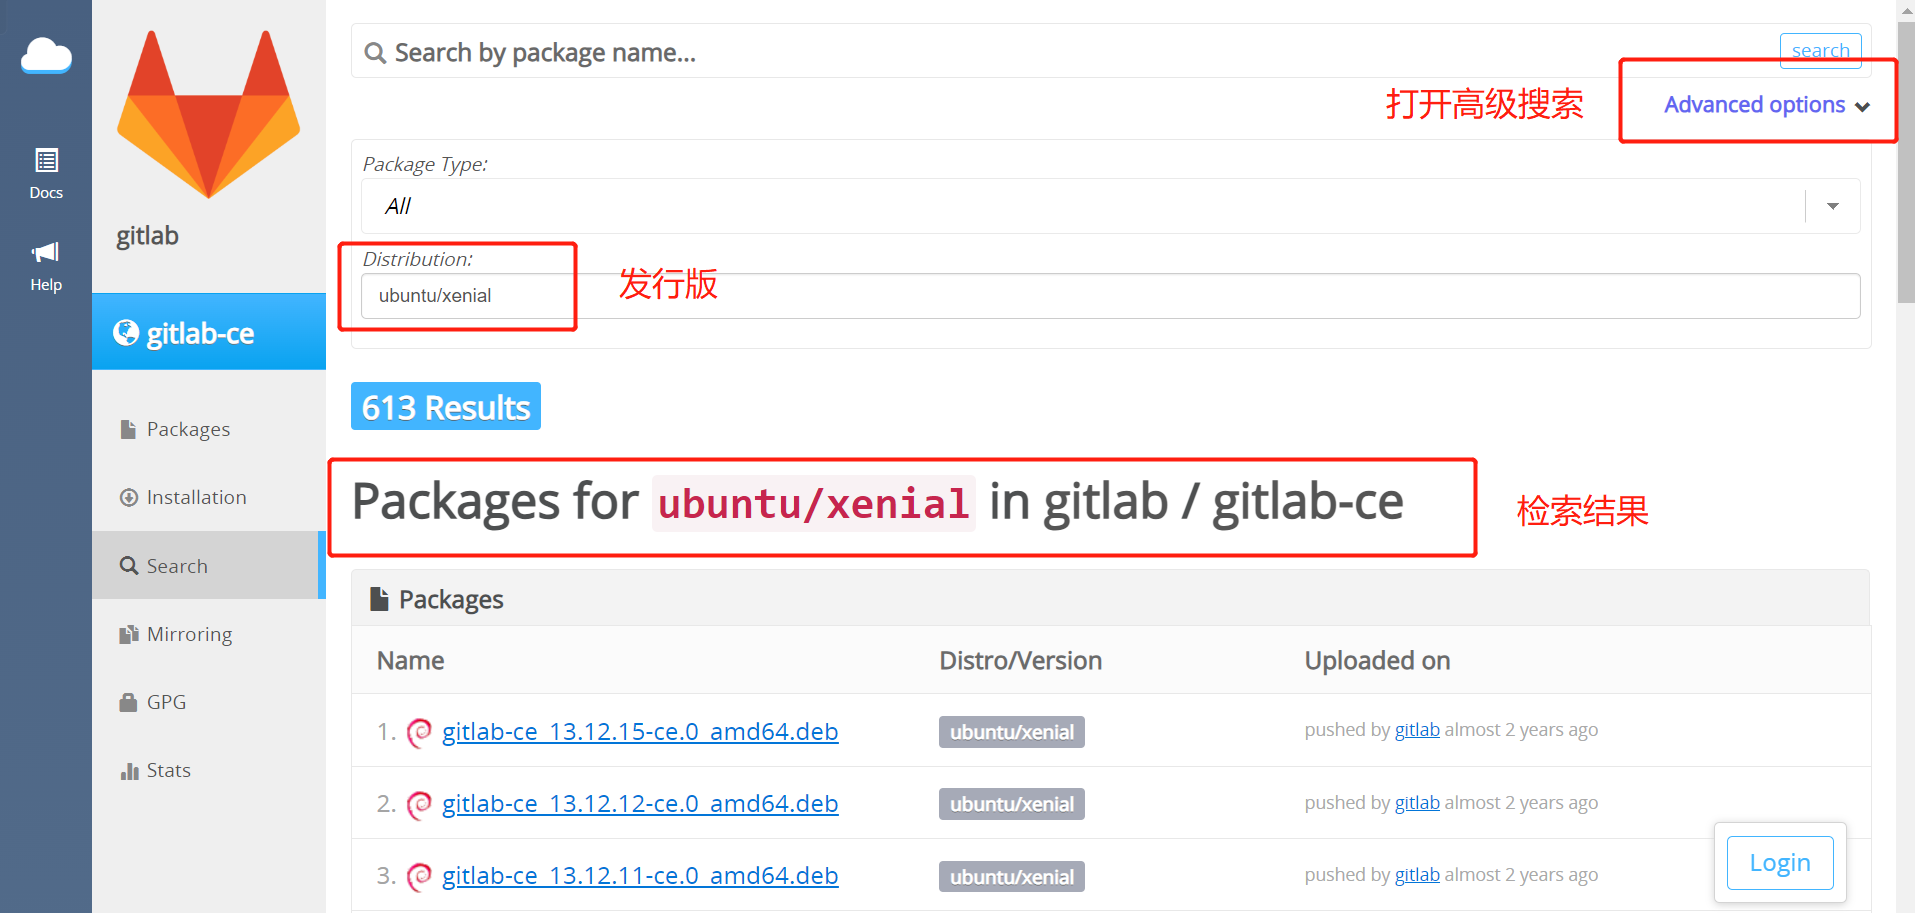 Search by package name...
search
打开高级搜索
Advanced options
Docs
Help
gitlab
gitlab-ce
Packages
Installation
Search
Mirroring
GPG
Stats
Package Type:
All
Distribution:
ubuntu/xenial
发行版
613 Results
Packages for ubuntu/xenial in gitlab / gitlab-ce
检索结果
Packages
Name Distro/Version Uploaded on
1. gitlab-ce_13.12.15-ce.0_amd64.deb ubuntu/xenial pushed by gitlab almost 2 years ago
2. gitlab-ce_13.12.12-ce.0_amd64.deb ubuntu/xenial pushed by gitlab almost 2 years ago
3. gitlab-ce_13.12.11-ce.0_amd64.deb ubuntu/xenial pushed by gitlab almost 2 years ago
Login